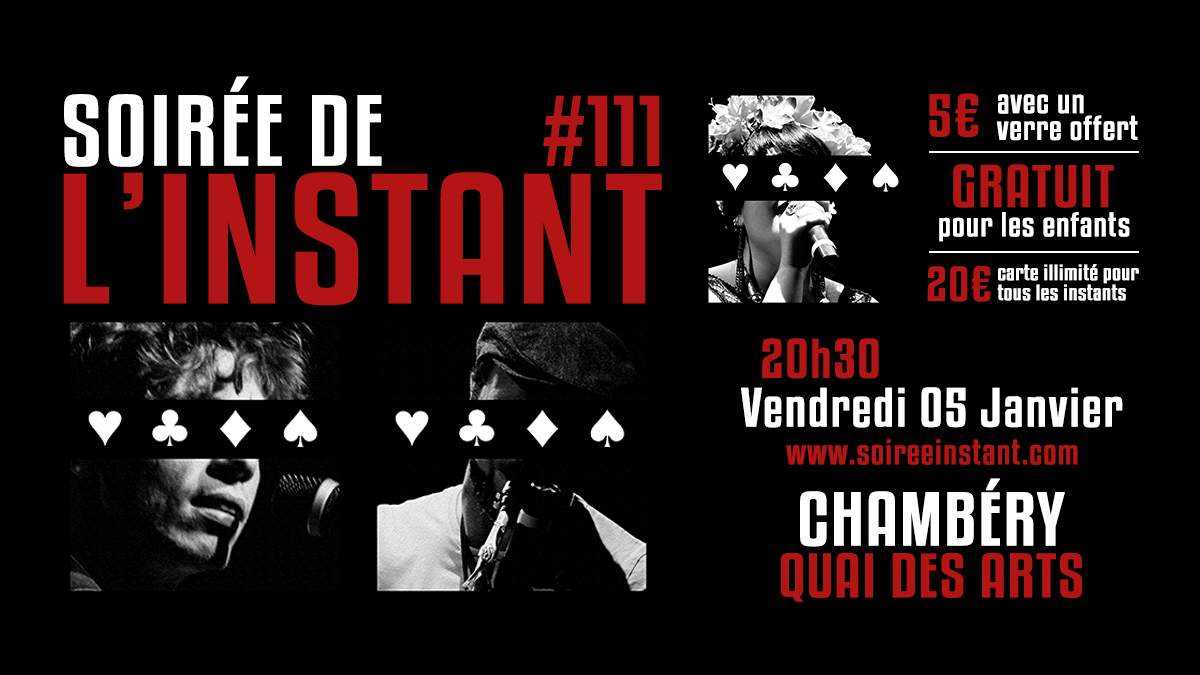 SOIRÉE DE #111
L'INSTANT
5€ avec un
verre offert
GRATUIT
pour les enfants
20€ carte illimité pour
tous les instants
20h30
Vendredi 05 Janvier
www.soireeinstant.com
CHAMBÉRY
QUAI DES ARTS